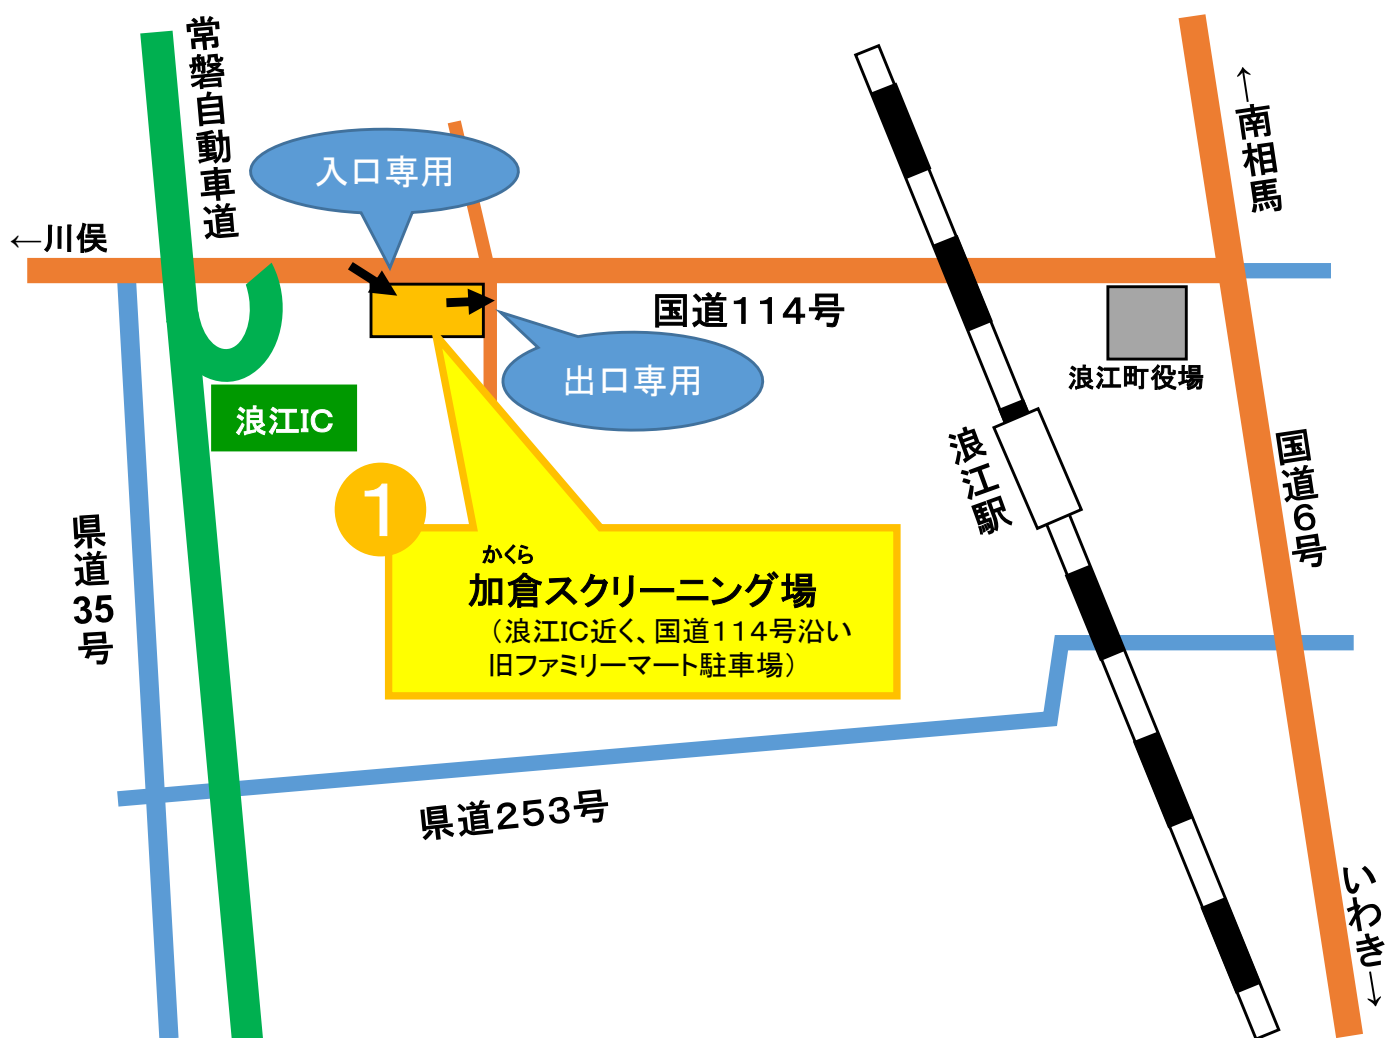 常磐自動車道
入口専用
←南相馬
←川俣
国道114号
出口専用
浪江町役場
浪江IC
浪江駅
国道6号
1
県道35号
かくら
加倉スクリーニング場
（浪江IC近く、国道114号沿い
旧ファミリーマート駐車場）
県道253号
いわき→